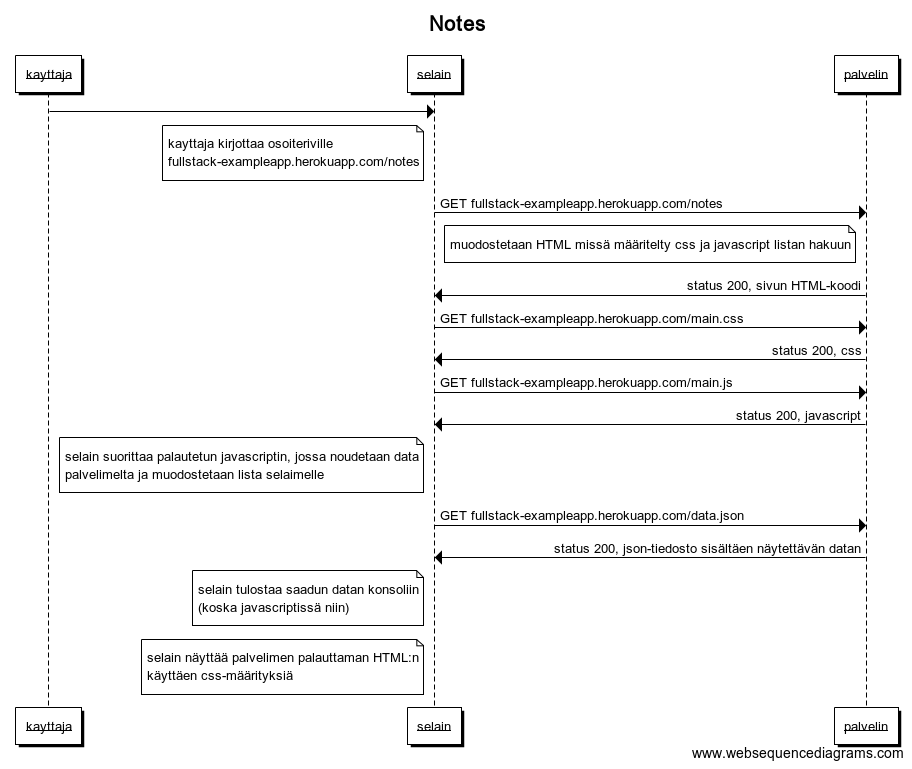 Notes
kayttaja
selain
palvelin
kayttaja kirjottaa osoiteriville
fullstack-exampleapp.herokuapp.com/notes
GET fullstack-exampleapp.herokuapp.com/notes
muodostetaan HTML missä määritelty css ja javascript listan hakuun
status 200, sivun HTML-koodi
GET fullstack-exampleapp.herokuapp.com/main.css
status 200, css
GET fullstack-exampleapp.herokuapp.com/main.js
status 200, javascript
selain suorittaa palautetun javascriptin, jossa noudetaan data
palvelimelta ja muodostetaan lista selaimelle
GET fullstack-exampleapp.herokuapp.com/data.json
status 200, json-tiedosto sisältäen näytettävän datan
selain tulostaa saadun datan konsoliin
(koska javascriptissä niin)
selain näyttää palvelimen palauttaman HTML:n
käyttäen css-määrityksiä
kayttaja
selain
palvelin
www.websequencediagrams.com